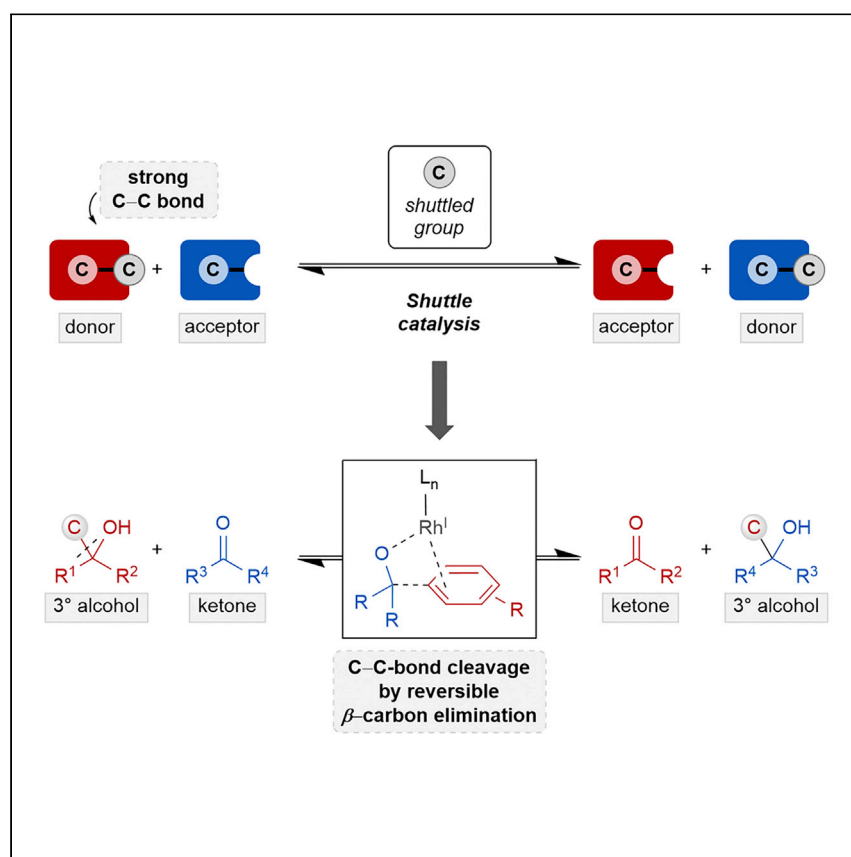 strong
C–C bond
C
shuttled
group
C C + C
donor
acceptor
Shuttle
catalysis
C + C C
acceptor
donor
Lₙ
Rhᴵ
O
R
R
R
C OH
R¹ R²
3° alcohol
+
O
R³ R⁴
ketone
O
R¹ R²
ketone
+
C OH
R⁴ R³
3° alcohol
C–C-bond cleavage
by reversible
β–carbon elimination